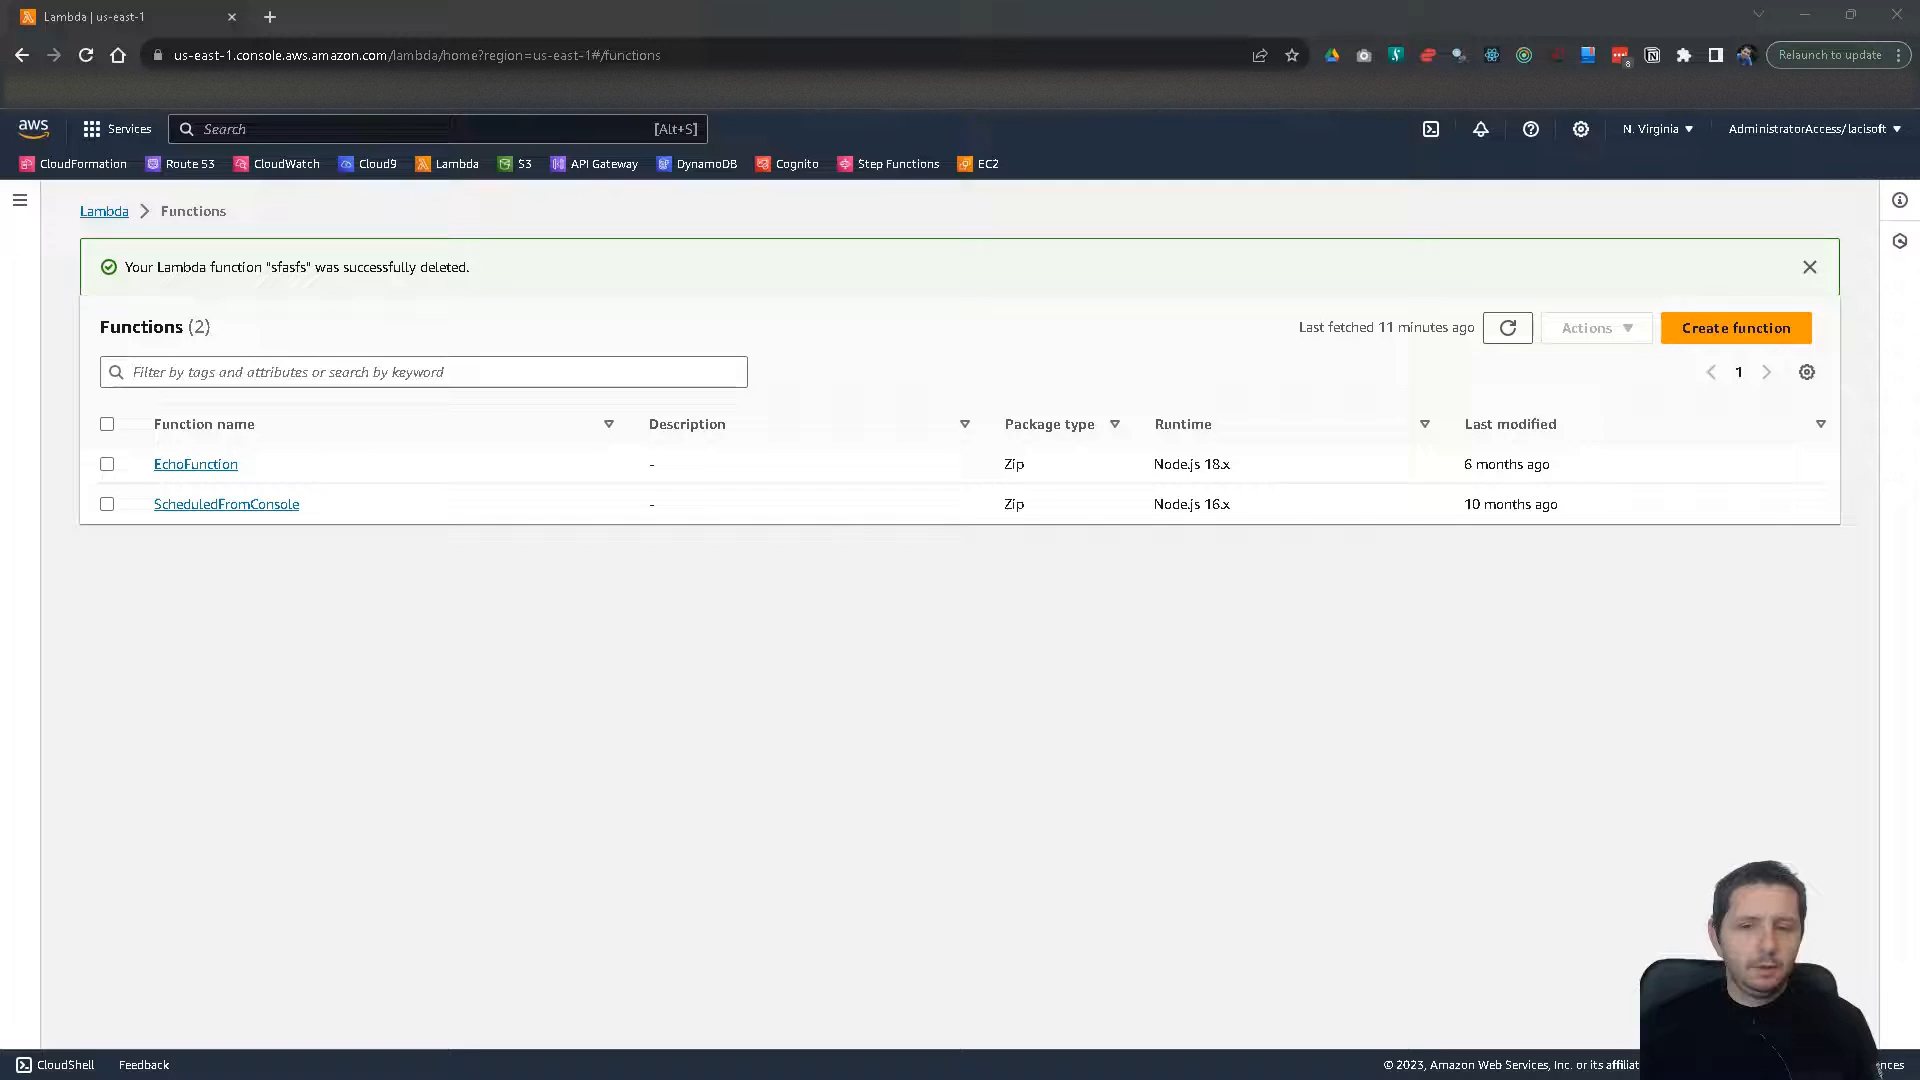 Lambda | us-east-1
us-east-1.console.aws.amazon.com/lambda/home?region=us-east-1#/functions
8
Relaunch to update
aws
Services
Search
[Alt+S]
N. Virginia
AdministratorAccess/lacisoft
CloudFormation
Route 53
CloudWatch
Cloud9
Lambda
S3
API Gateway
DynamoDB
Cognito
Step Functions
EC2
Lambda
Functions
Your Lambda function "sfasfs" was successfully deleted.
Functions (2)
Last fetched 11 minutes ago
Actions
Create function
Filter by tags and attributes or search by keyword
1
Function name
Description
Package type
Runtime
Last modified
EchoFunction
-
Zip
Node.js 18.x
6 months ago
ScheduledFromConsole
-
Zip
Node.js 16.x
10 months ago
CloudShell
Feedback
© 2023, Amazon Web Services, Inc. or its